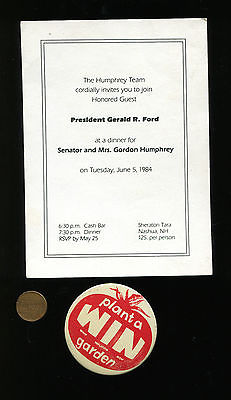 The Humphrey Team
cordially invites you to join
Honored Guest
President Gerald R. Ford
at a dinner for
Senator and Mrs. Gordon Humphrey
on Tuesday, June 5, 1984
6:30 p.m. Cash Bar
7:30 p.m. Dinner
RSVP by May 25
Sheraton Tara
Nashua, NH
125. per person
plant a
WIN
garden